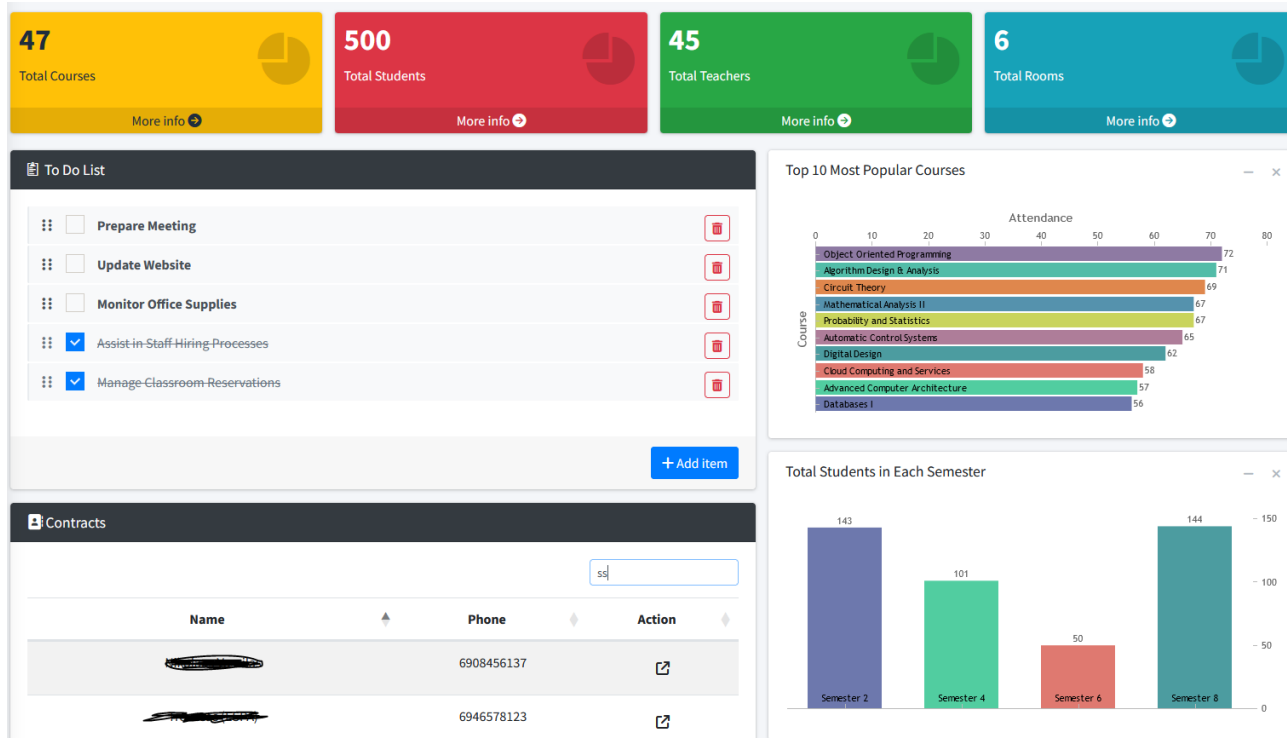 47
Total Courses
More info
500
Total Students
More info
45
Total Teachers
More info
6
Total Rooms
More info
To Do List
Prepare Meeting
Update Website
Monitor Office Supplies
Assist in Staff Hiring Processes
Manage Classroom Reservations
+ Add item
Contracts
ss
Name Phone Action
6908456137
6946578123
Top 10 Most Popular Courses
Attendance
0 10 20 30 40 50 60 70 80
Course
Object Oriented Programming 72
Algorithm Design & Analysis 71
Circuit Theory 69
Mathematical Analysis II 67
Probability and Statistics 67
Automatic Control Systems 65
Digital Design 62
Cloud Computing and Services 58
Advanced Computer Architecture 57
Databases I 56
Total Students in Each Semester
143 101 50 144
150
100
50
0
Semester 2 Semester 4 Semester 6 Semester 8